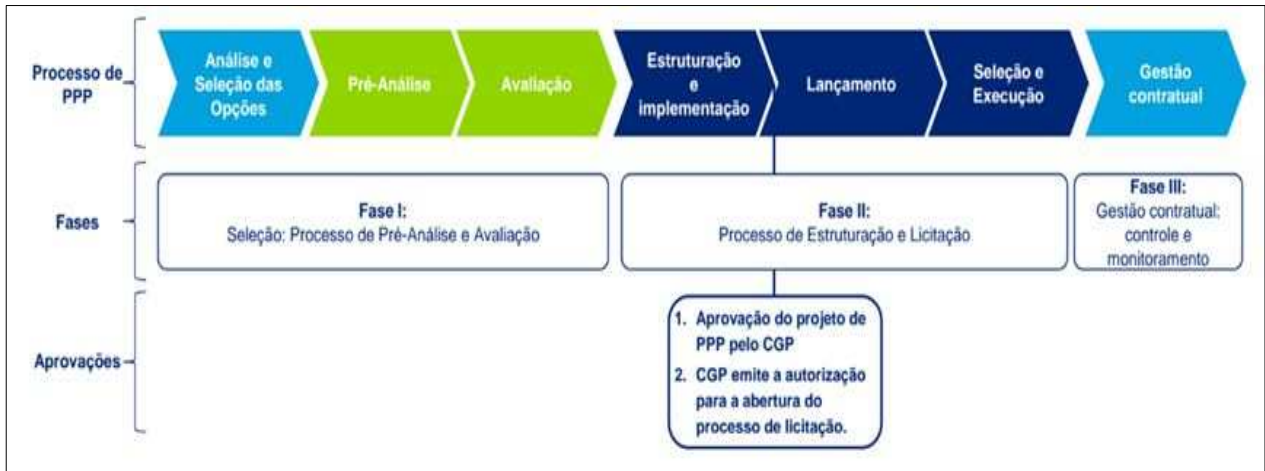 Processo de
PPP
Análise e
Seleção das
Opções
Pré-Análise
Avaliação
Estruturação
e
implementação
Lançamento
Seleção e
Execução
Gestão
contratual
Fases
Fase I:
Seleção: Processo de Pré-Análise e Avaliação
Fase II:
Processo de Estruturação e Licitação
Fase III:
Gestão contratual:
controle e
monitoramento
Aprovações
1. Aprovação do projeto de
PPP pelo CGP
2. CGP emite a autorização
para a abertura do
processo de licitação.